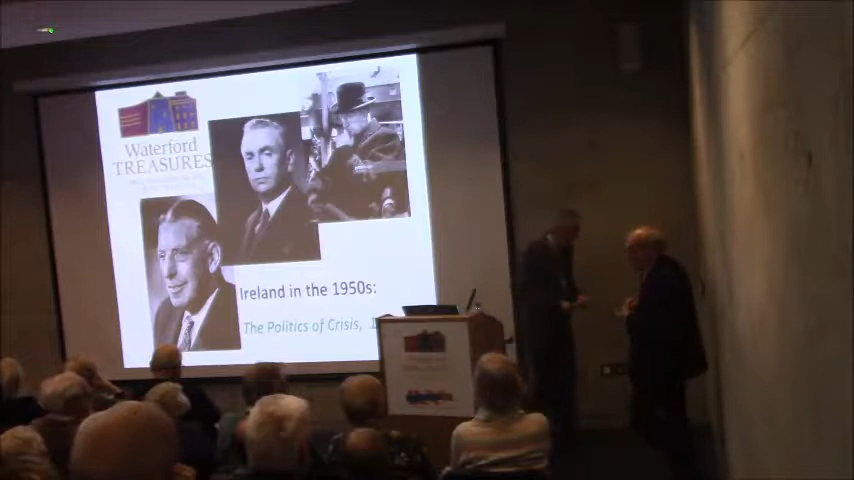 Waterford
TREASURES
Ireland in the 1950s:
The Politics of Crisis,